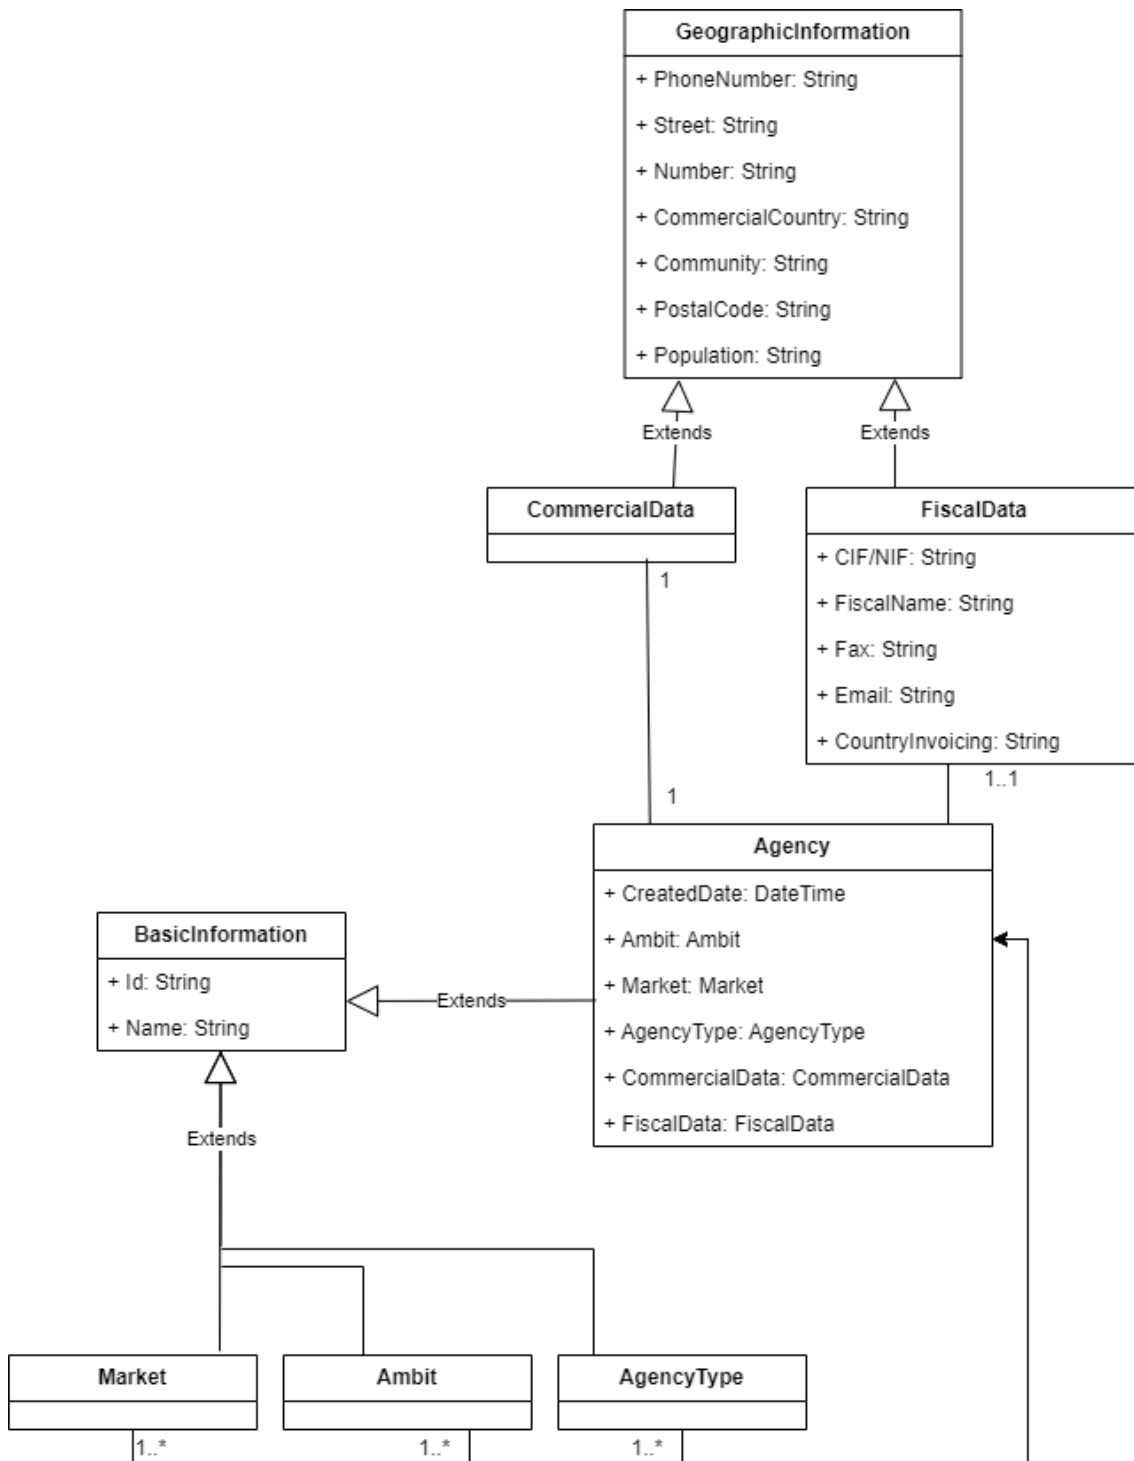 GeographicInformation
+ PhoneNumber: String
+ Street: String
+ Number: String
+ CommercialCountry: String
+ Community: String
+ PostalCode: String
+ Population: String
Extends
Extends
CommercialData
1
FiscalData
+ CIF/NIF: String
+ FiscalName: String
+ Fax: String
+ Email: String
+ CountryInvoicing: String
1..1
1
Agency
+ CreatedDate: DateTime
+ Ambit: Ambit
+ Market: Market
+ AgencyType: AgencyType
+ CommercialData: CommercialData
+ FiscalData: FiscalData
BasicInformation
+ Id: String
+ Name: String
Extends
Extends
Market
Ambit
AgencyType
1..*
1..*
1..*